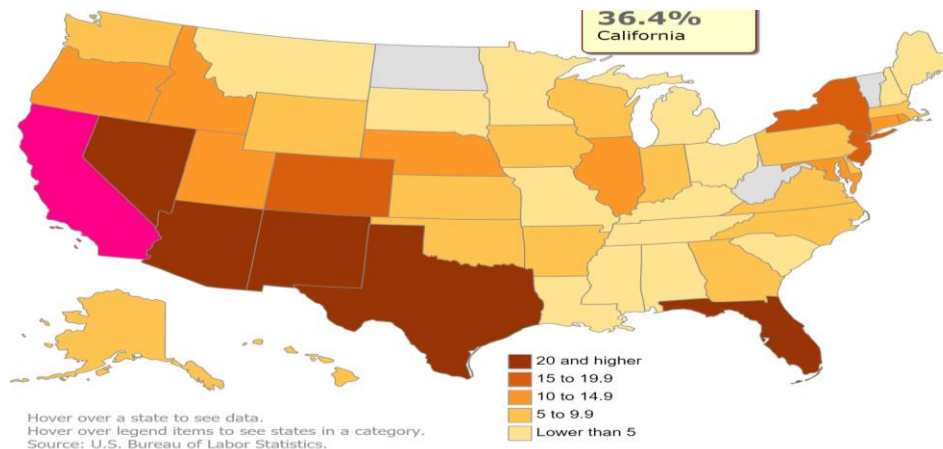 36.4%
California
20 and higher
15 to 19.9
10 to 14.9
5 to 9.9
Lower than 5
Hover over a state to see data.
Hover over legend items to see states in a category.
Source: U.S. Bureau of Labor Statistics.